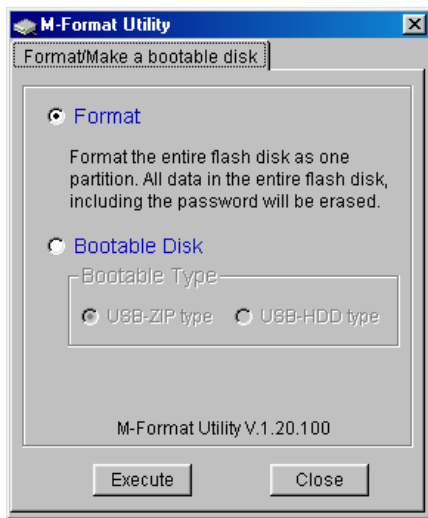 M-Format Utility
Format/Make a bootable disk
Format
Format the entire flash disk as one
partition. All data in the entire flash disk,
including the password will be erased.
Bootable Disk
Bootable Type
USB-ZIP type USB-HDD type
M-Format Utility V.1.20.100
Execute Close